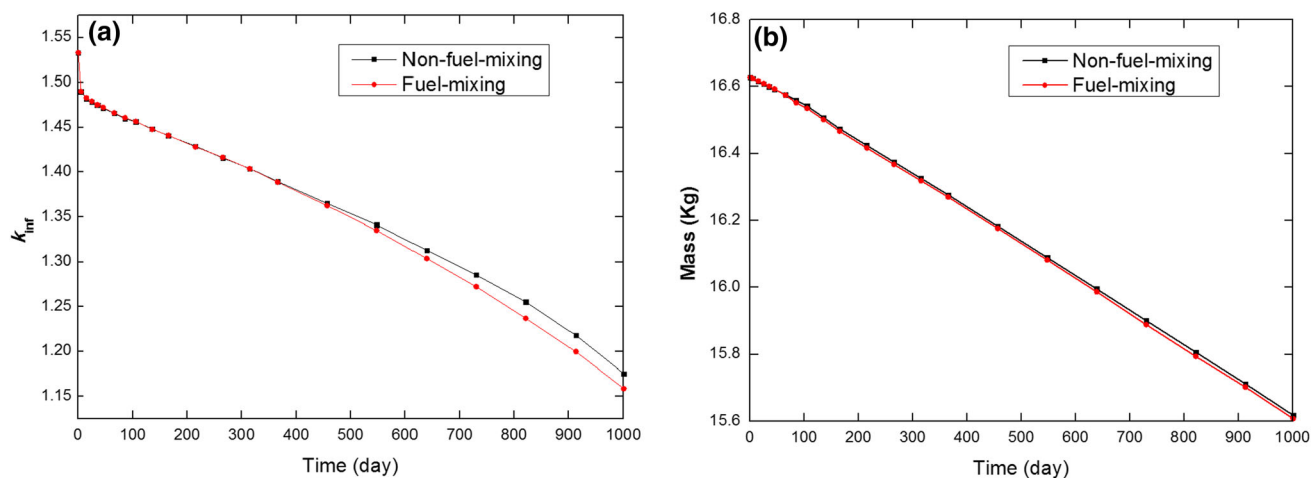 (a)
Non-fuel-mixing
Fuel-mixing
1.55
1.50
1.45
1.40
1.35
1.30
1.25
1.20
1.15
k_inf
0 100 200 300 400 500 600 700 800 900 1000
Time (day)
(b)
Non-fuel-mixing
Fuel-mixing
16.8
16.6
16.4
16.2
16.0
15.8
15.6
Mass (Kg)
0 100 200 300 400 500 600 700 800 900 1000
Time (day)